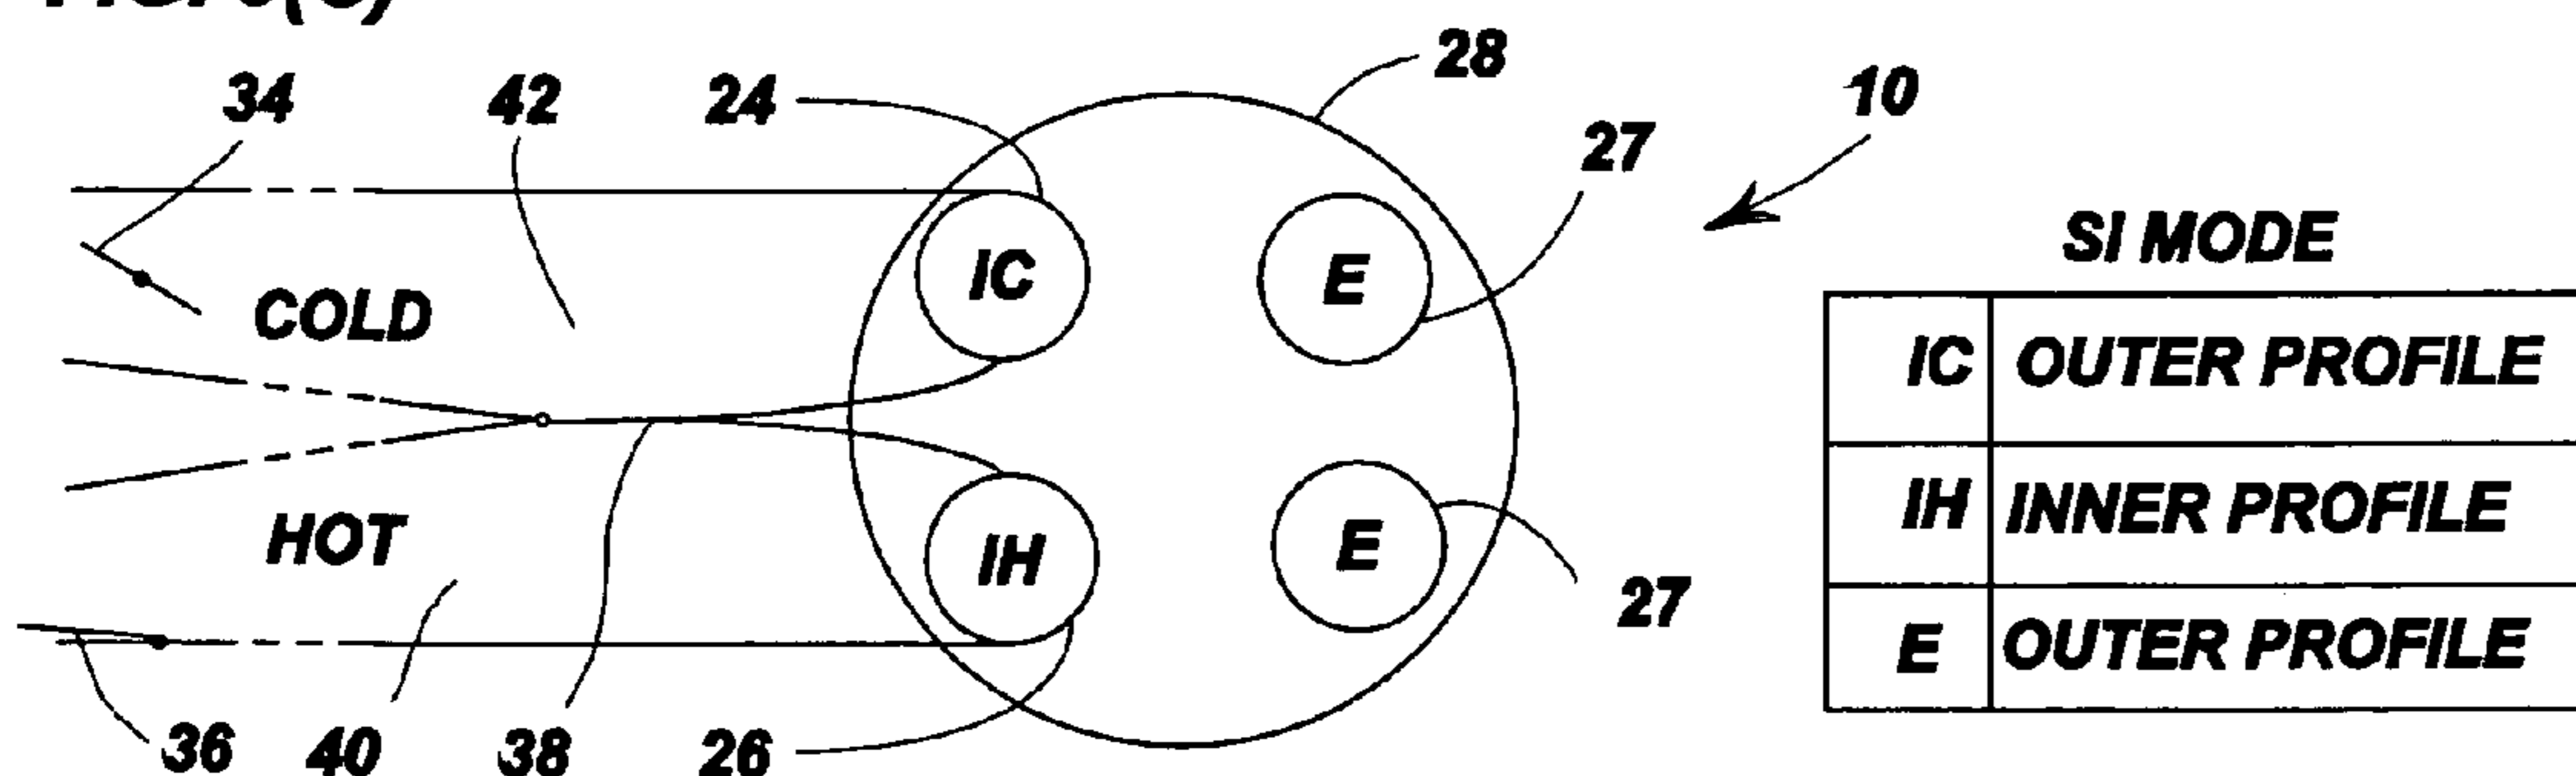 34 42 24 28 10
27
SI MODE
COLD IC E
IC OUTER PROFILE
IH INNER PROFILE
HOT IH E
27
E OUTER PROFILE
36 40 38 26